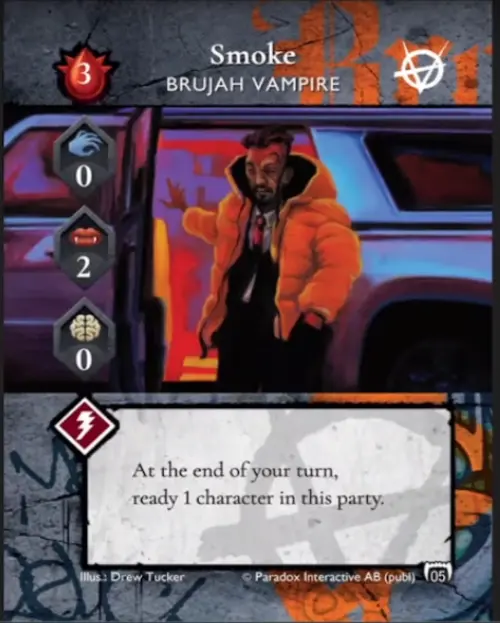 Smoke
3
BRUJAH VAMPIRE
0
2
0
At the end of your turn,
ready 1 character in this party.
Illus.: Drew Tucker © Paradox Interactive AB (publ) 05